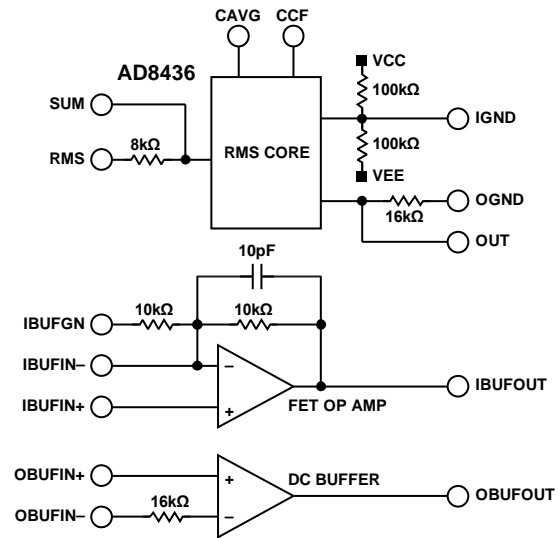 CAVG CCF
AD8436
VCC
SUM
100kΩ
IGND
8kΩ
RMS
RMS CORE
100kΩ
VEE
OGND
16kΩ
OUT
10pF
10kΩ
10kΩ
IBUFGN
IBUFIN–
–
IBUFOUT
IBUFIN+
+
FET OP AMP
OBUFIN+
+
DC BUFFER
16kΩ
OBUFOUT
OBUFIN–
–